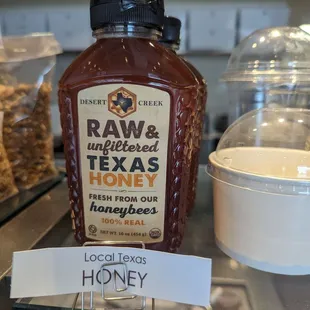 DESERT CREEK
RAW &
unfiltered
TEXAS
HONEY
FRESH FROM OUR
honeybees
100% REAL
Local Texas
HONEY